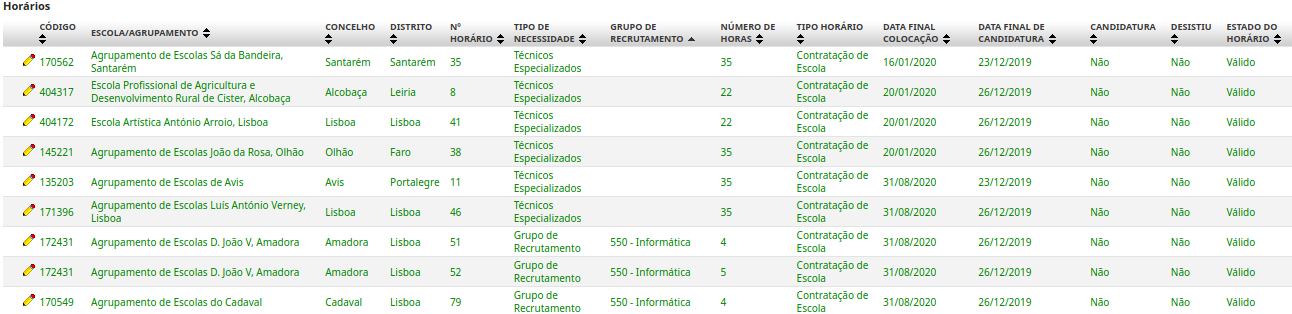 Horários
CÓDIGO ESCOLA/AGRUPAMENTO CONCELHO DISTRITO Nº HORÁRIO TIPO DE NECESSIDADE GRUPO DE RECRUTAMENTO NÚMERO DE HORAS TIPO HORÁRIO DATA FINAL COLOCAÇÃO DATA FINAL DE CANDIDATURA CANDIDATURA DESISTIU ESTADO DO HORÁRIO
170562 Agrupamento de Escolas Sá da Bandeira, Santarém Santarém Santarém 35 Técnicos Especializados 35 Contratação de Escola 16/01/2020 23/12/2019 Não Não Válido
404317 Escola Profissional de Agricultura e Desenvolvimento Rural de Cister, Alcobaça Alcobaça Leiria 8 Técnicos Especializados 22 Contratação de Escola 20/01/2020 26/12/2019 Não Não Válido
404172 Escola Artística António Arroio, Lisboa Lisboa Lisboa 41 Técnicos Especializados 22 Contratação de Escola 20/01/2020 26/12/2019 Não Não Válido
145221 Agrupamento de Escolas João da Rosa, Olhão Olhão Faro 38 Técnicos Especializados 35 Contratação de Escola 20/01/2020 26/12/2019 Não Não Válido
135203 Agrupamento de Escolas de Avis Avis Portalegre 11 Técnicos Especializados 35 Contratação de Escola 31/08/2020 23/12/2019 Não Não Válido
171396 Agrupamento de Escolas Luís António Verney, Lisboa Lisboa Lisboa 46 Técnicos Especializados 35 Contratação de Escola 31/08/2020 26/12/2019 Não Não Válido
172431 Agrupamento de Escolas D. João V, Amadora Amadora Lisboa 51 Grupo de Recrutamento 550 - Informática 4 Contratação de Escola 31/08/2020 26/12/2019 Não Não Válido
172431 Agrupamento de Escolas D. João V, Amadora Amadora Lisboa 52 Grupo de Recrutamento 550 - Informática 5 Contratação de Escola 31/08/2020 26/12/2019 Não Não Válido
170549 Agrupamento de Escolas do Cadaval Cadaval Lisboa 79 Grupo de Recrutamento 550 - Informática 4 Contratação de Escola 31/08/2020 26/12/2019 Não Não Válido